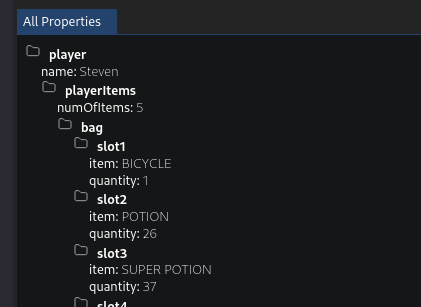 All Properties
player
name: Steven
playerItems
numOfItems: 5
bag
slot1
item: BICYCLE
quantity: 1
slot2
item: POTION
quantity: 26
slot3
item: SUPER POTION
quantity: 37
slot4